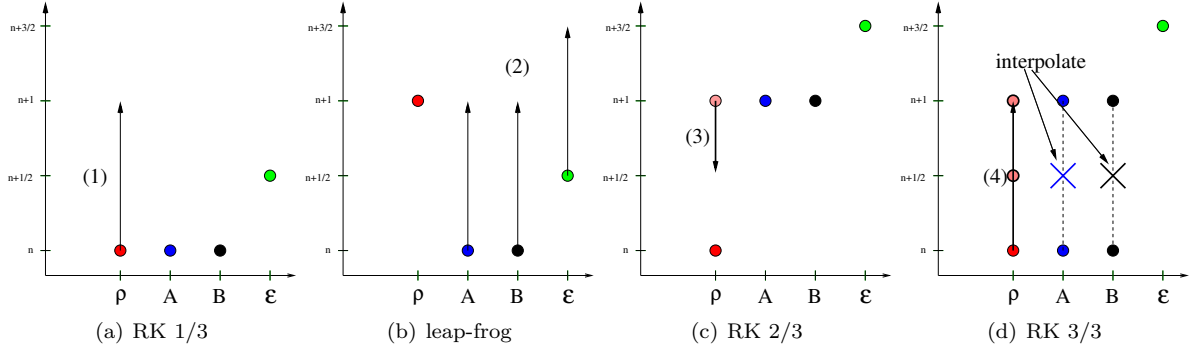 n+3/2
n+1
n+1/2
n
(1)
ρ A B ε
(a) RK 1/3
n+3/2
n+1
n+1/2
n
(2)
ρ A B ε
(b) leap-frog
n+3/2
n+1
n+1/2
n
(3)
ρ A B ε
(c) RK 2/3
n+3/2
n+1
n+1/2
n
interpolate
(4)
ρ A B ε
(d) RK 3/3